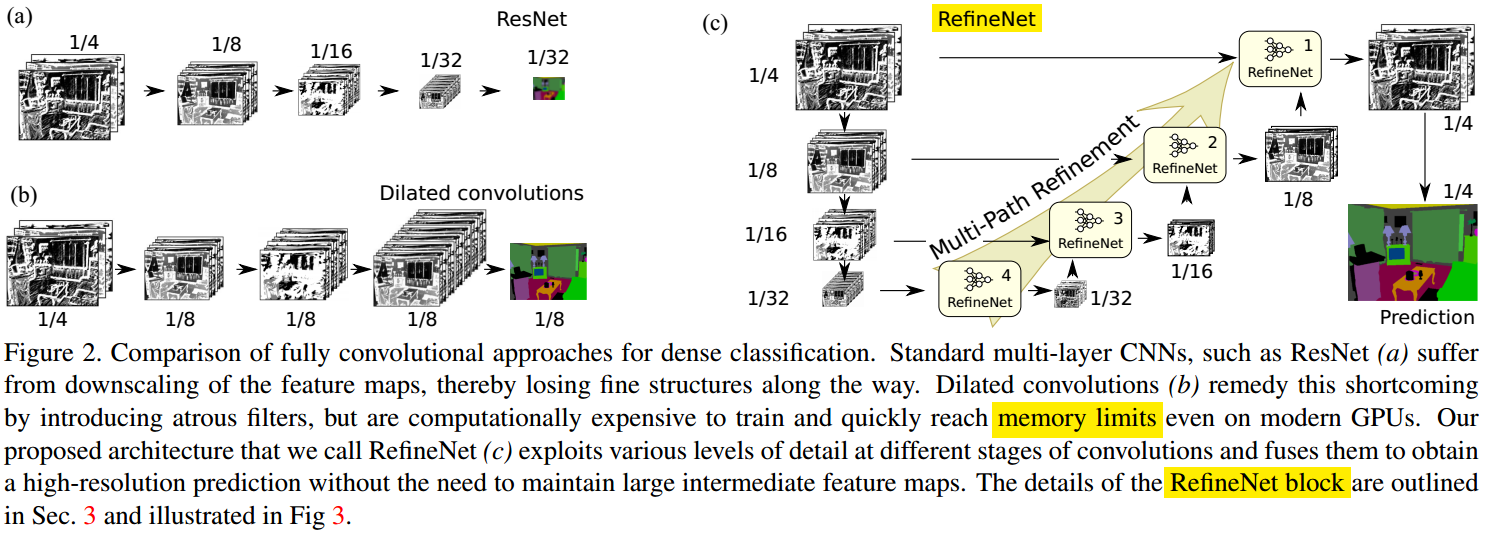 (a)
ResNet
1/4
1/8
1/16
1/32
1/32
(b)
Dilated convolutions
1/4
1/8
1/8
1/8
1/8
(c)
RefineNet
1/4
1
RefineNet
1/4
1/8
2
RefineNet
1/8
1/4
Multi-Path Refinement
1/16
3
RefineNet
1/16
1/32
4
RefineNet
1/32
Prediction
Figure 2. Comparison of fully convolutional approaches for dense classification. Standard multi-layer CNNs, such as ResNet (a) suffer
from downscaling of the feature maps, thereby losing fine structures along the way. Dilated convolutions (b) remedy this shortcoming
by introducing atrous filters, but are computationally expensive to train and quickly reach memory limits even on modern GPUs. Our
proposed architecture that we call RefineNet (c) exploits various levels of detail at different stages of convolutions and fuses them to obtain
a high-resolution prediction without the need to maintain large intermediate feature maps. The details of the RefineNet block are outlined
in Sec. 3 and illustrated in Fig 3.